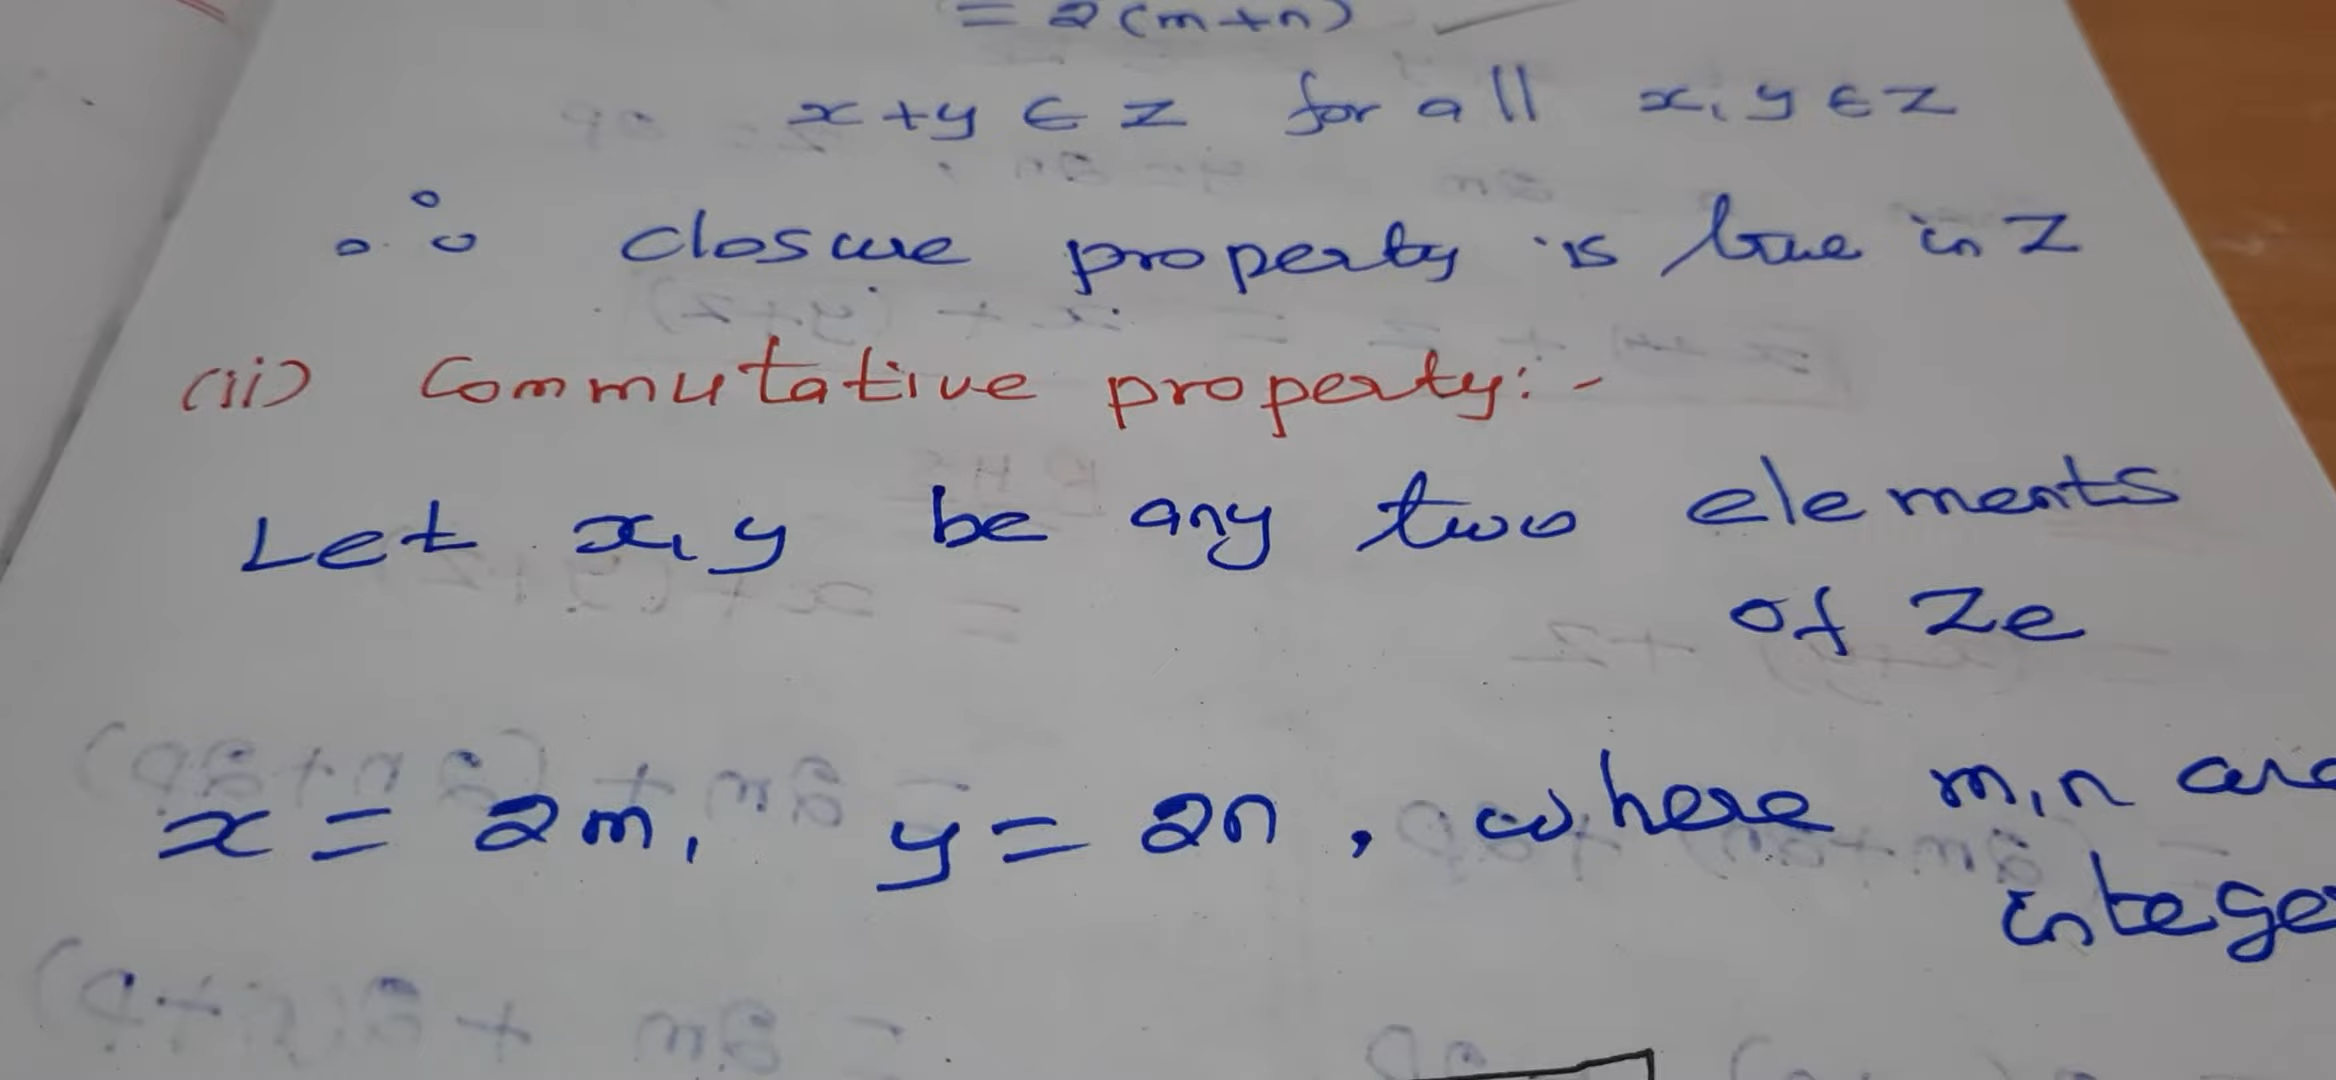 = 2(m+n)
x+y ∈ Z for all x, y ∈ Z
∴ closure property is true in Z
(ii) Commutative property:-
Let x, y be any two elements
of Ze
x = 2m, y = 2n, where m, n are
intege